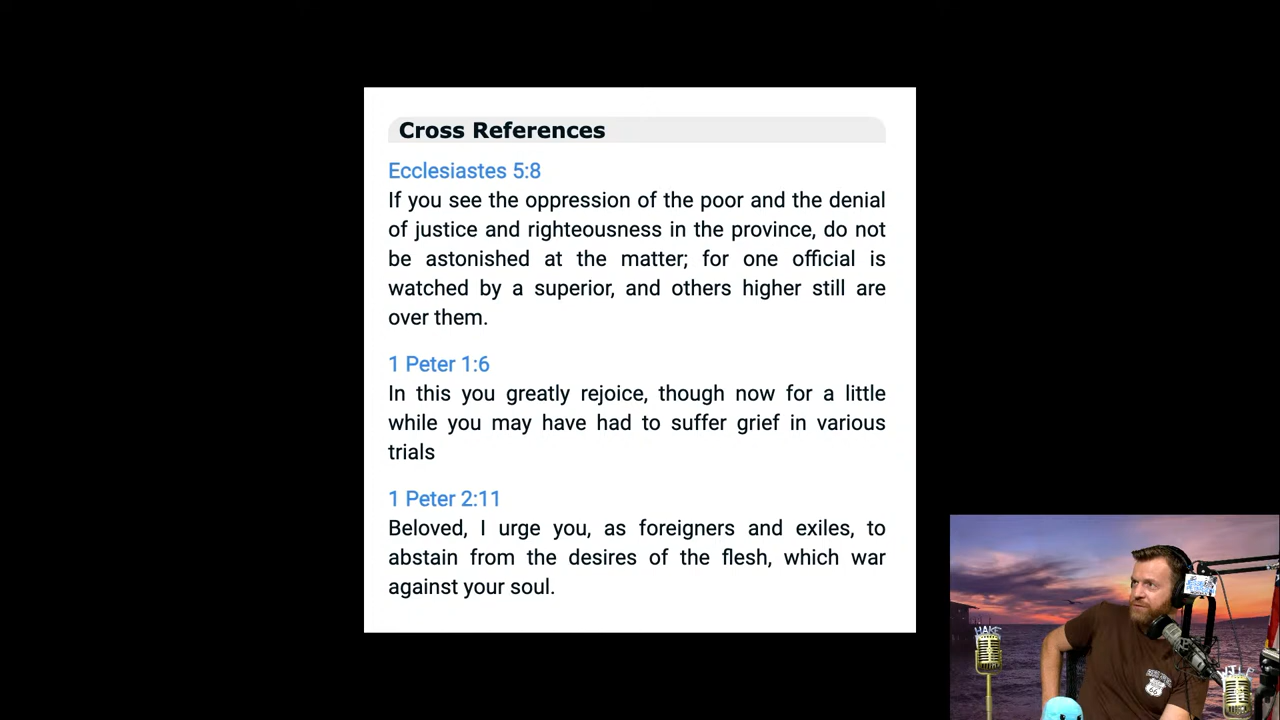 Cross References
Ecclesiastes 5:8
If you see the oppression of the poor and the denial
of justice and righteousness in the province, do not
be astonished at the matter; for one official is
watched by a superior, and others higher still are
over them.
1 Peter 1:6
In this you greatly rejoice, though now for a little
while you may have had to suffer grief in various
trials
1 Peter 2:11
Beloved, I urge you, as foreigners and exiles, to
abstain from the desires of the flesh, which war
against your soul.
HAKE
66